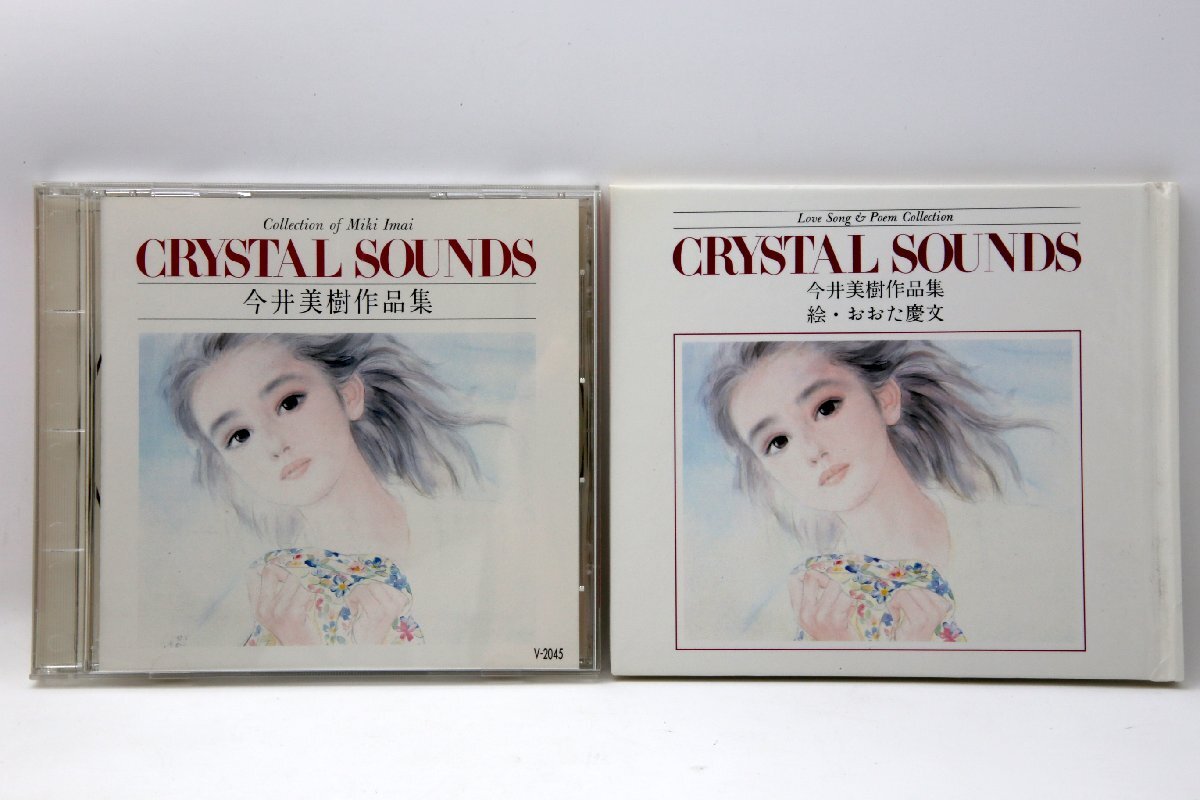 Collection of Miki Imai
CRYSTAL SOUNDS
今井美樹作品集
V-2045
Love Song & Poem Collection
CRYSTAL SOUNDS
今井美樹作品集
絵・おおた慶文